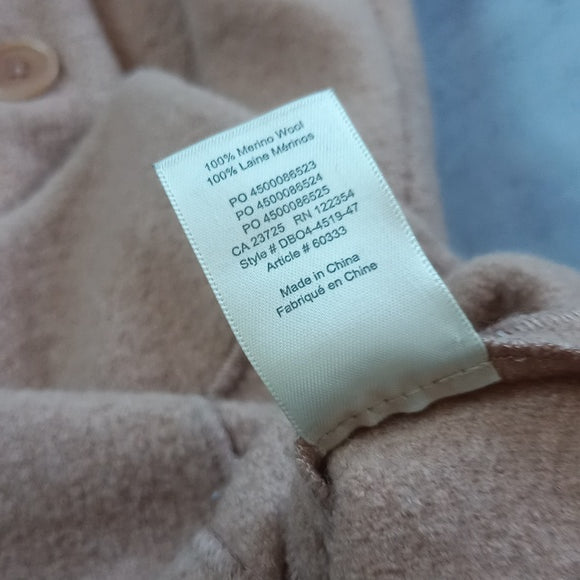 100% Merino Wool
100% Laine Mérinos
PO 4500086523
PO 4500086524
PO 4500086525
CA 23725 RN 122354
Style # DBO4-4519-47
Article # 60333
Made in China
Fabriqué en Chine